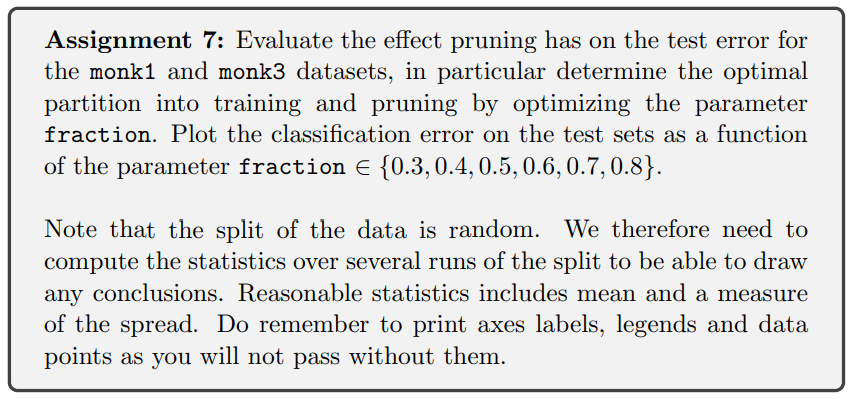 Assignment 7: Evaluate the effect pruning has on the test error for
the monk1 and monk3 datasets, in particular determine the optimal
partition into training and pruning by optimizing the parameter
fraction. Plot the classification error on the test sets as a function
of the parameter fraction ∈ {0.3, 0.4, 0.5, 0.6, 0.7, 0.8}.
Note that the split of the data is random. We therefore need to
compute the statistics over several runs of the split to be able to draw
any conclusions. Reasonable statistics includes mean and a measure
of the spread. Do remember to print axes labels, legends and data
points as you will not pass without them.